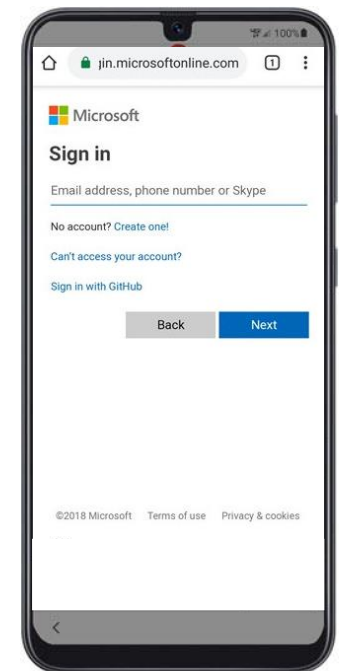 100%
jin.microsoftonline.com 1
Microsoft
Sign in
Email address, phone number or Skype
No account? Create one!
Can't access your account?
Sign in with GitHub
Back Next
©2018 Microsoft Terms of use Privacy & cookies